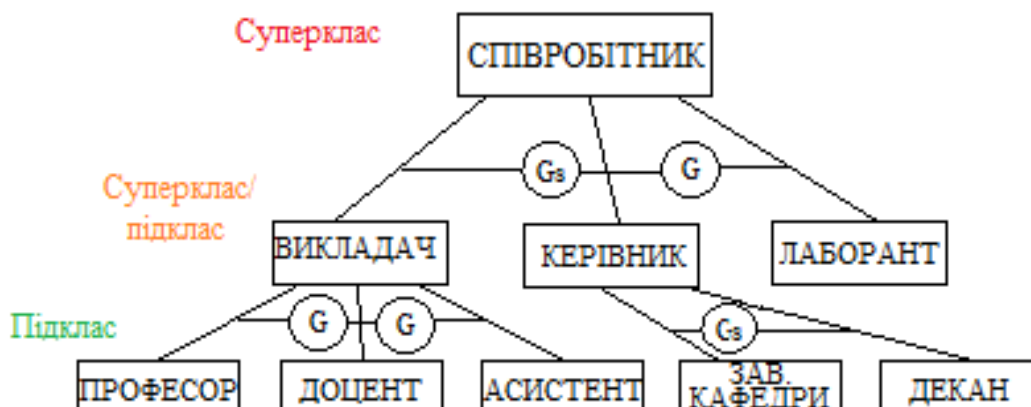 Суперклас
СПІВРОБІТНИК
Gs
G
Суперклас/
підклас
ВИКЛАДАЧ
КЕРІВНИК
ЛАБОРАНТ
Підклас
G
G
Gs
ПРОФЕСОР
ДОЦЕНТ
АСИСТЕНТ
ЗАВ.
КАФЕДРИ
ДЕКАН